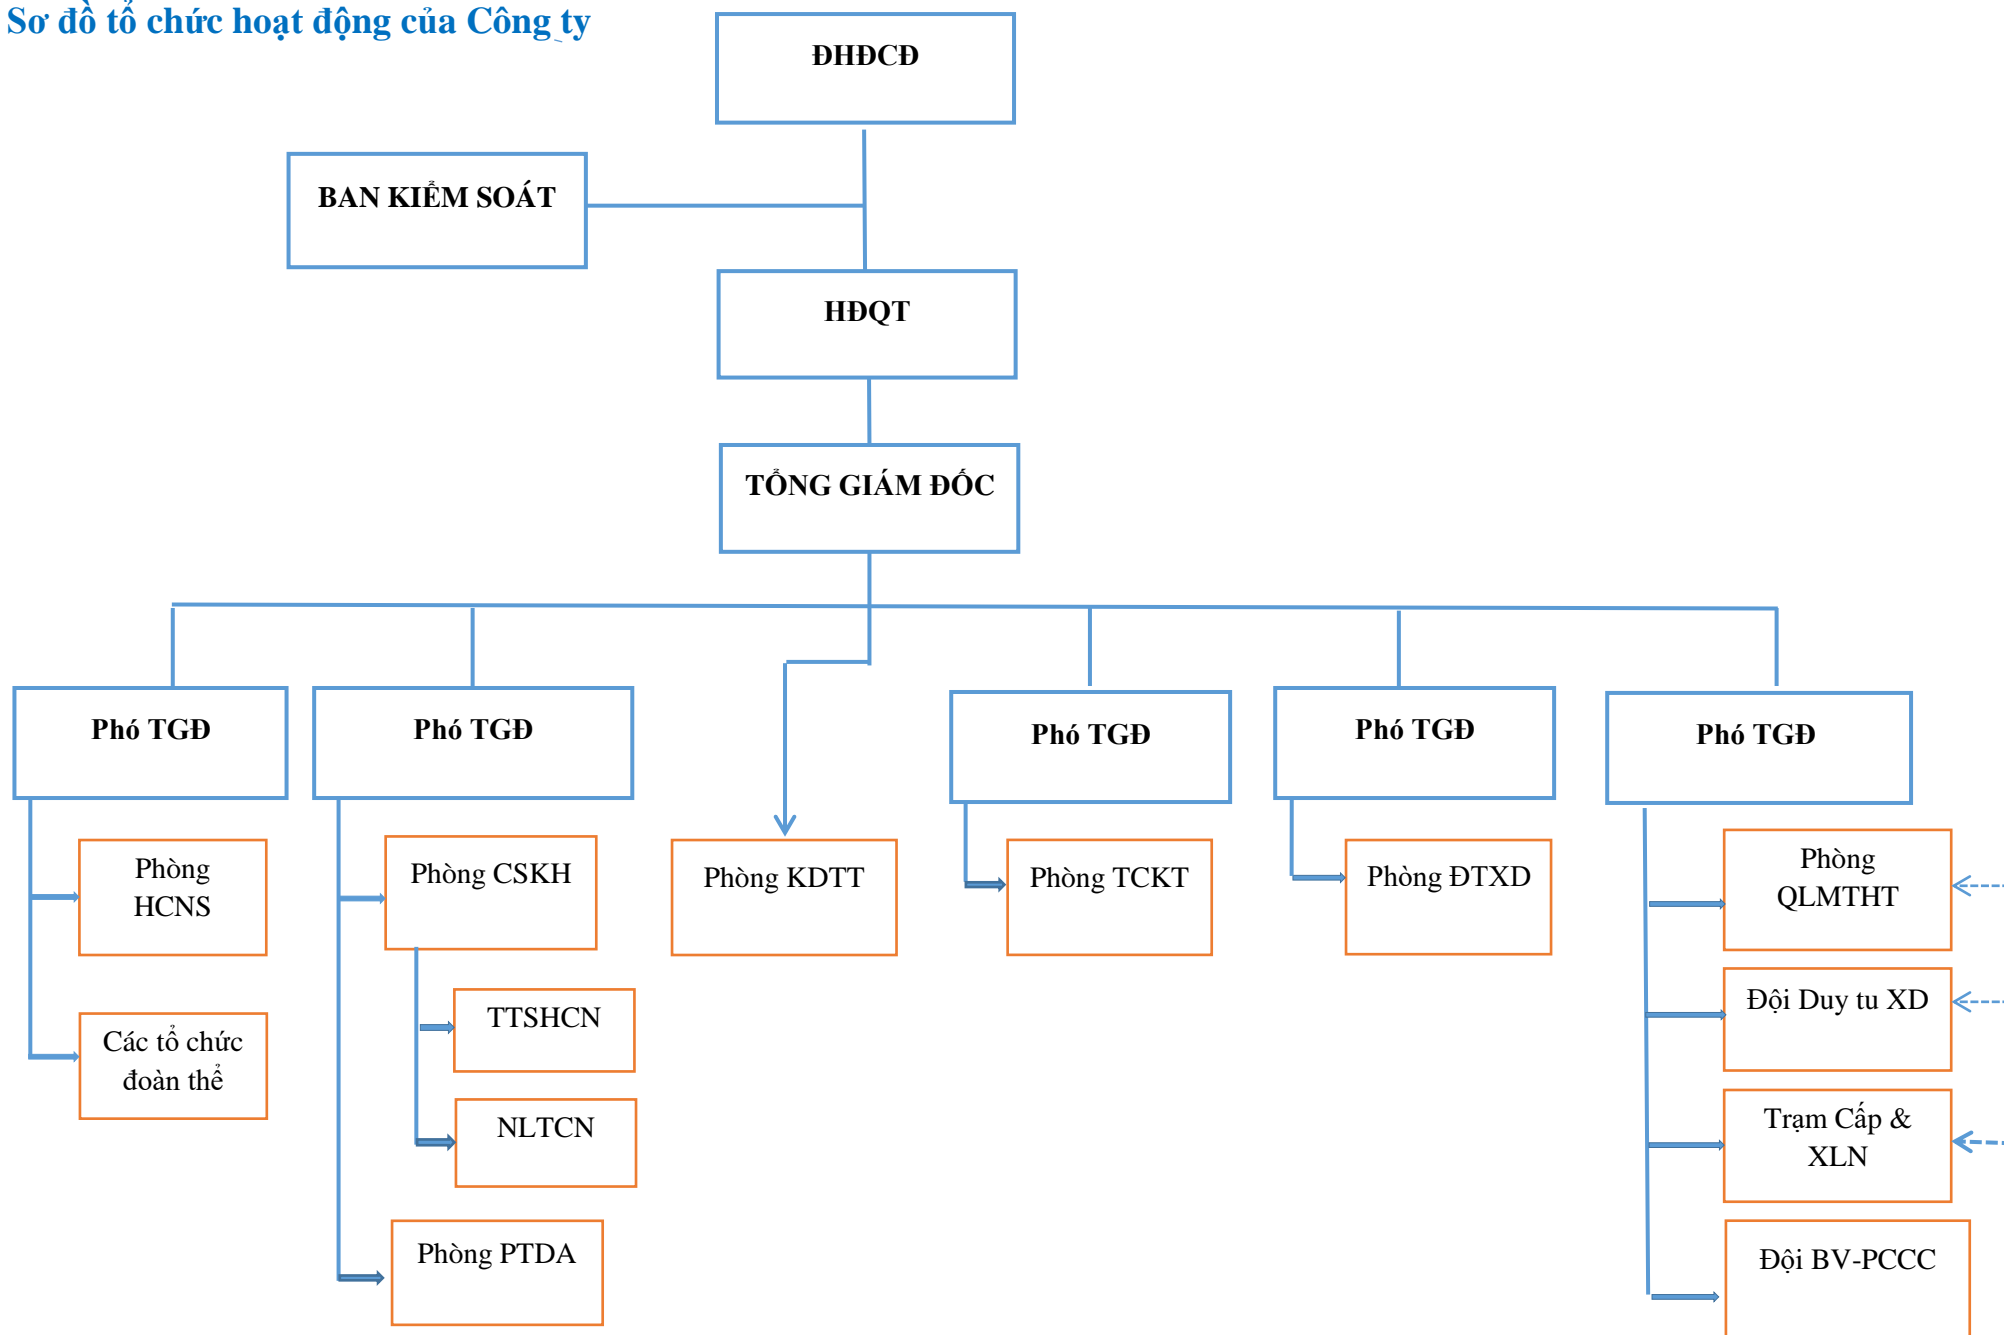 Sơ đồ tổ chức hoạt động của Công ty
ĐHĐCĐ
BAN KIỂM SOÁT
HĐQT
TỔNG GIÁM ĐỐC
Phó TGĐ
Phó TGĐ
Phó TGĐ
Phó TGĐ
Phó TGĐ
Phòng
HCNS
Các tổ chức
đoàn thể
Phòng CSKH
TTSHCN
NLTCN
Phòng PTDA
Phòng KDTT
Phòng TCKT
Phòng ĐTXD
Phòng
QLMTHT
Đội Duy tu XD
Trạm Cấp &
XLN
Đội BV-PCCC